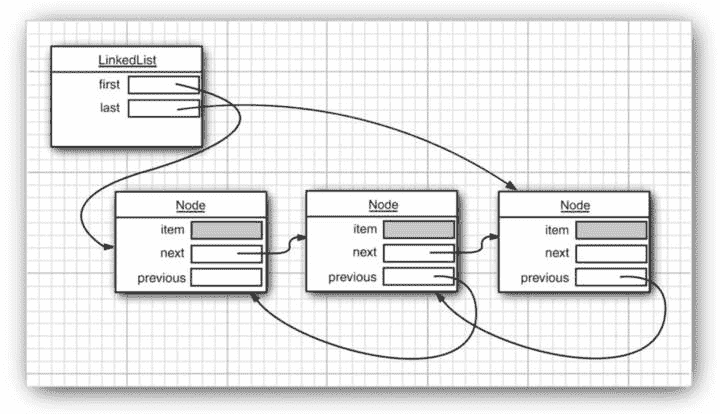 LinkedList
first
last
Node
item
next
previous
Node
item
next
previous
Node
item
next
previous